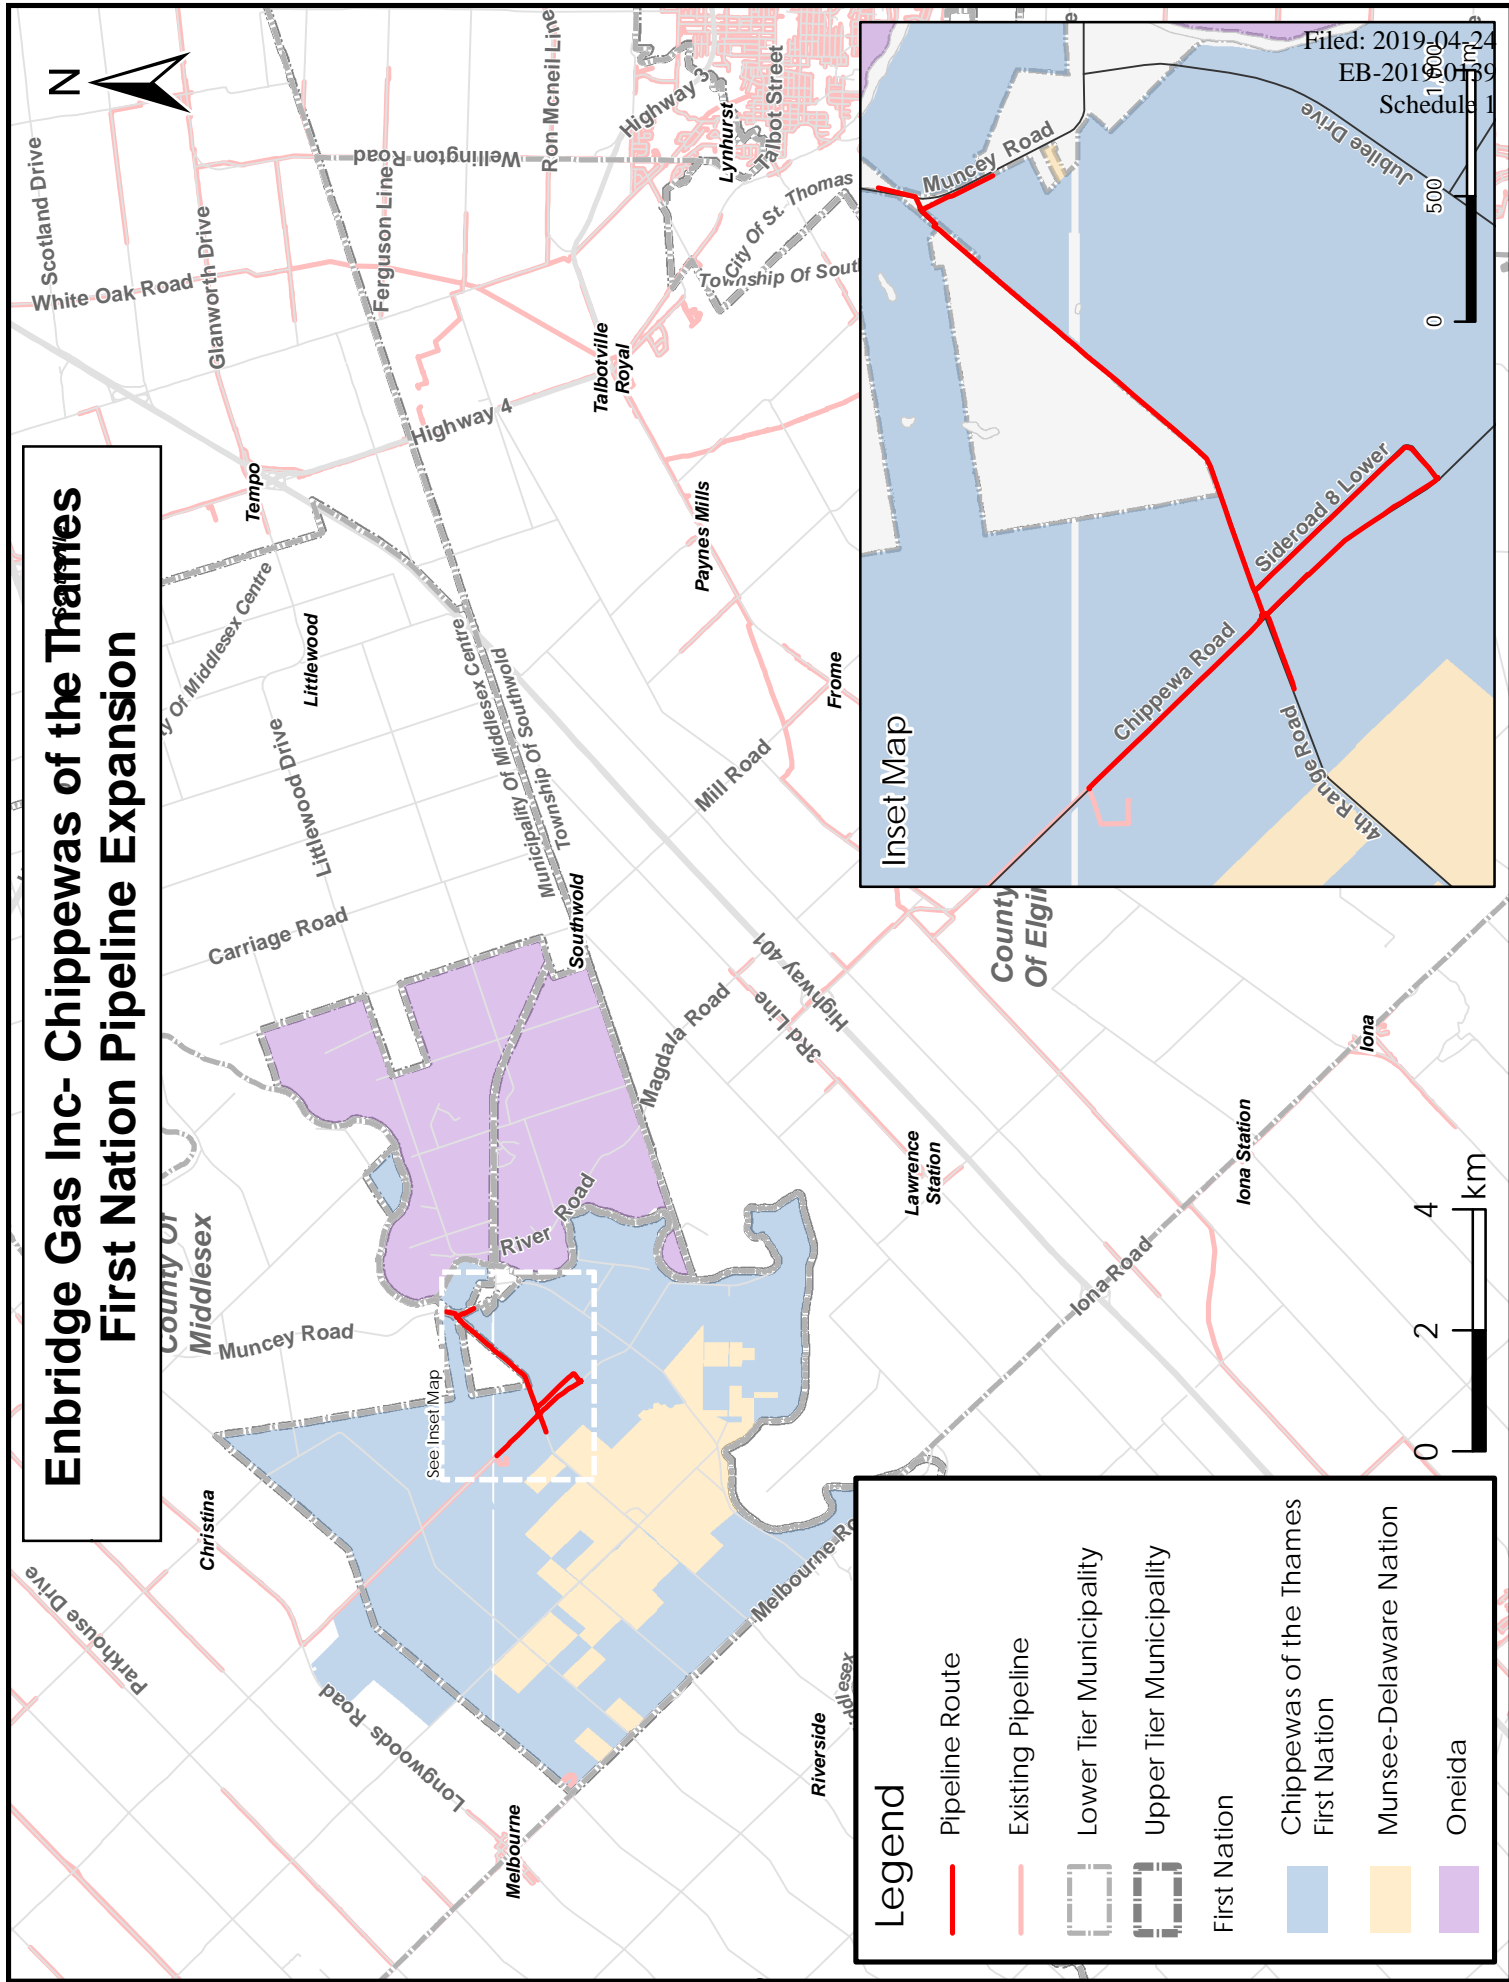 Filed: 2019-04-24
EB-2019-0139
Schedule 1
Enbridge Gas Inc- Chippewas of the Thames
First Nation Pipeline Expansion
N
Scotland Drive
White Oak Road
Glanworth Drive
Ferguson Line
Wellington Road
Ron Mcneil Line
Highway 3
Lynhurst
Talbot Street
City Of St. Thomas
Township Of South
Talbotville
Royal
Highway 4
Tempo
Paynes Mills
Littlewood
ty Of Middlesex Centre
Littlewood Drive
Municipality Of Middlesex Centre
Township Of Southwold
Frome
Mill Road
Carriage Road
Southwold
Highway 401
3Rd Line
Magdala Road
County
Of Elgin
County Of
Middlesex
River Road
Muncey Road
See Inset Map
Lawrence
Station
Iona
Iona Station
Iona Road
Christina
Parkhouse Drive
Longwoods Road
Melbourne
Melbourne Ro
Riverside
ddlesex
0 2 4
km
Inset Map
Muncey Road
Jubilee Drive
Sideroad 8 Lower
Chippewa Road
4th Range Road
0 500 1,000
m
Legend
Pipeline Route
Existing Pipeline
Lower Tier Municipality
Upper Tier Municipality
First Nation
Chippewas of the Thames
First Nation
Munsee-Delaware Nation
Oneida